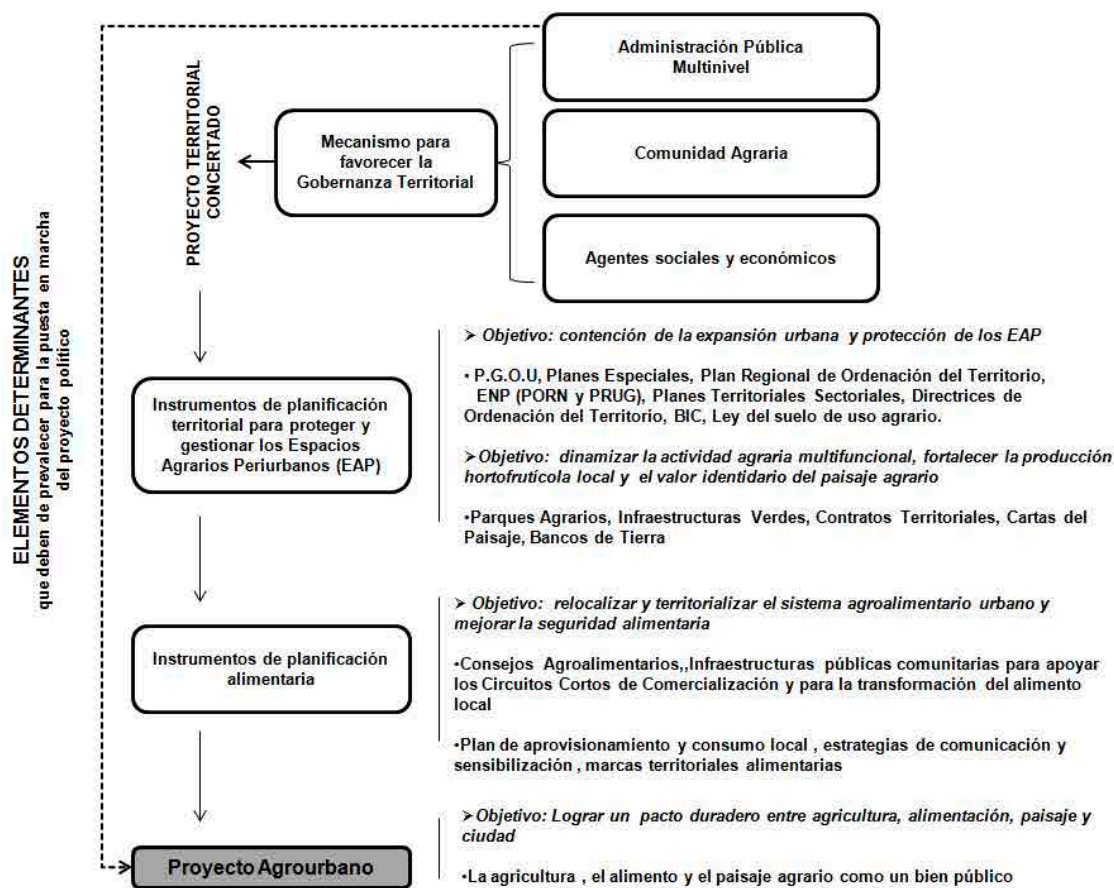 ELEMENTOS DETERMINANTES
que deben de prevalecer para la puesta en marcha
del proyecto político
PROYECTO TERRITORIAL
CONCERTADO
Mecanismo para
favorecer la
Gobernanza Territorial
Administración Pública
Multinivel
Comunidad Agraria
Agentes sociales y económicos
Instrumentos de planificación
territorial para proteger y
gestionar los Espacios
Agrarios Periurbanos (EAP)
➢ Objetivo: contención de la expansión urbana y protección de los EAP
• P.G.O.U, Planes Especiales, Plan Regional de Ordenación del Territorio,
ENP (PORN y PRUG), Planes Territoriales Sectoriales, Directrices de
Ordenación del Territorio, BIC, Ley del suelo de uso agrario.
➢Objetivo: dinamizar la actividad agraria multifuncional, fortalecer la producción
hortofrutícola local y el valor identidario del paisaje agrario
•Parques Agrarios, Infraestructuras Verdes, Contratos Territoriales, Cartas del
Paisaje, Bancos de Tierra
Instrumentos de planificación
alimentaria
➢ Objetivo: relocalizar y territorializar el sistema agroalimentario urbano y
mejorar la seguridad alimentaria
•Consejos Agroalimentarios,,Infraestructuras públicas comunitarias para apoyar
los Circuitos Cortos de Comercialización y para la transformación del alimento
local
•Plan de aprovisionamiento y consumo local , estrategias de comunicación y
sensibilización , marcas territoriales alimentarias
Proyecto Agrourbano
➢Objetivo: Lograr un pacto duradero entre agricultura, alimentación, paisaje y
ciudad
•La agricultura , el alimento y el paisaje agrario como un bien público